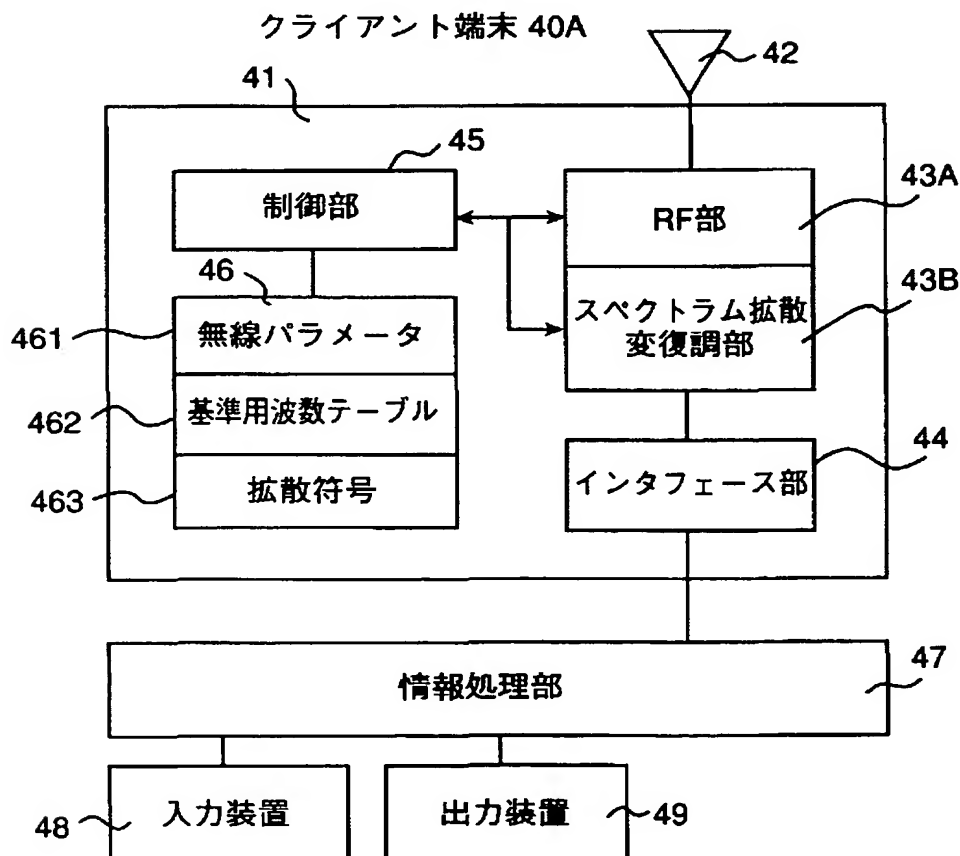 クライアント端末 40A
42
41
45
制御部
43A
RF部
46
43B
スペクトラム拡散
変復調部
461
無線パラメータ
462
基準用波数テーブル
44
463
拡散符号
インタフェース部
47
情報処理部
48
入力装置
出力装置
49